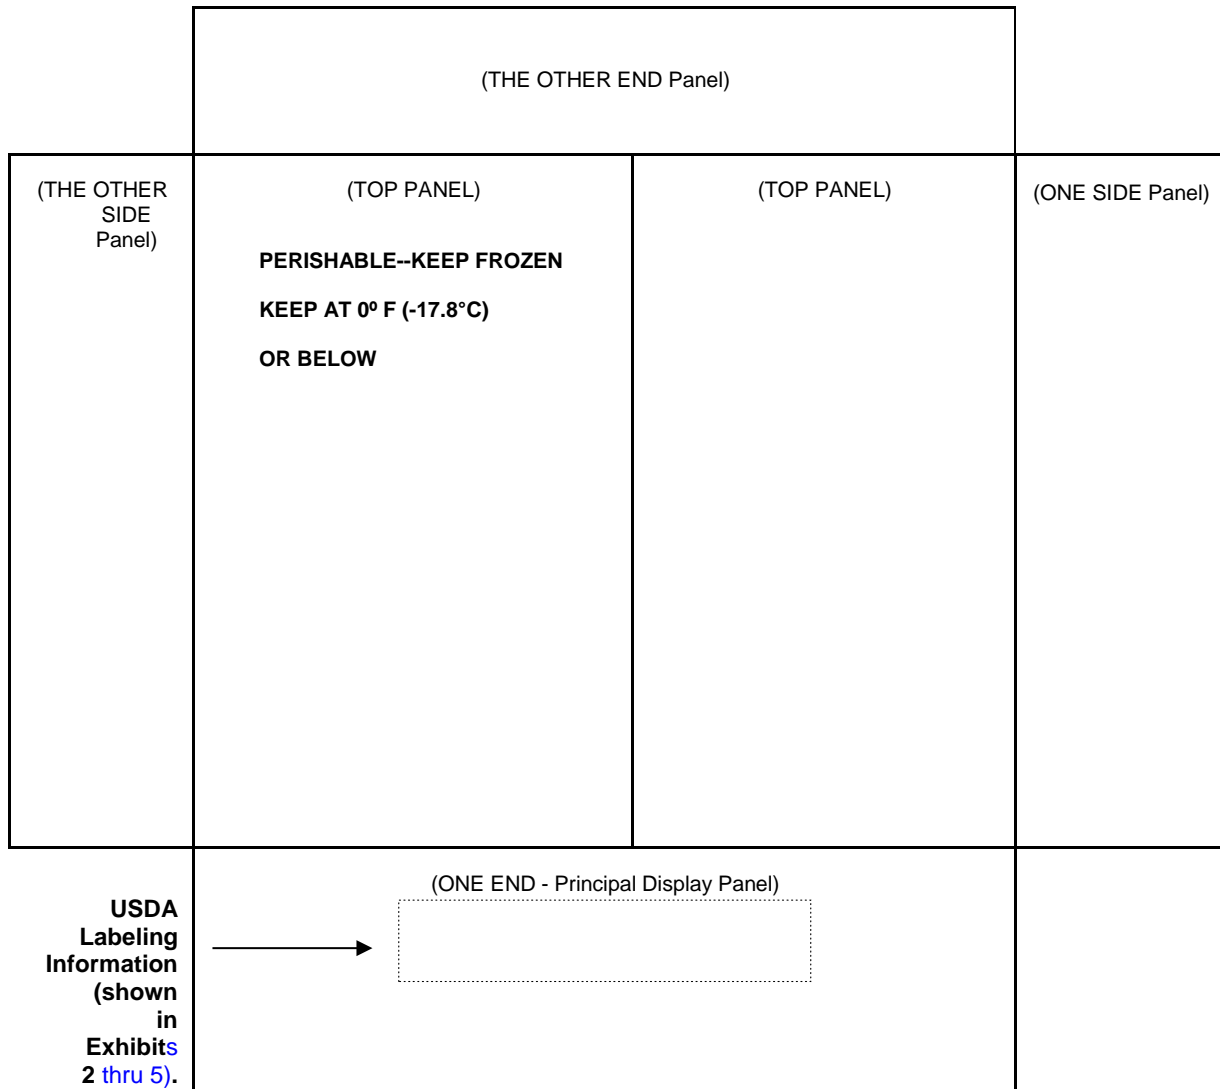 (THE OTHER END Panel)
(THE OTHER
SIDE
Panel)
(TOP PANEL)
PERISHABLE--KEEP FROZEN
KEEP AT 0º F (-17.8°C)
OR BELOW
(TOP PANEL)
(ONE SIDE Panel)
(ONE END - Principal Display Panel)
USDA
Labeling
Information
(shown
in
Exhibits
2 thru 5).